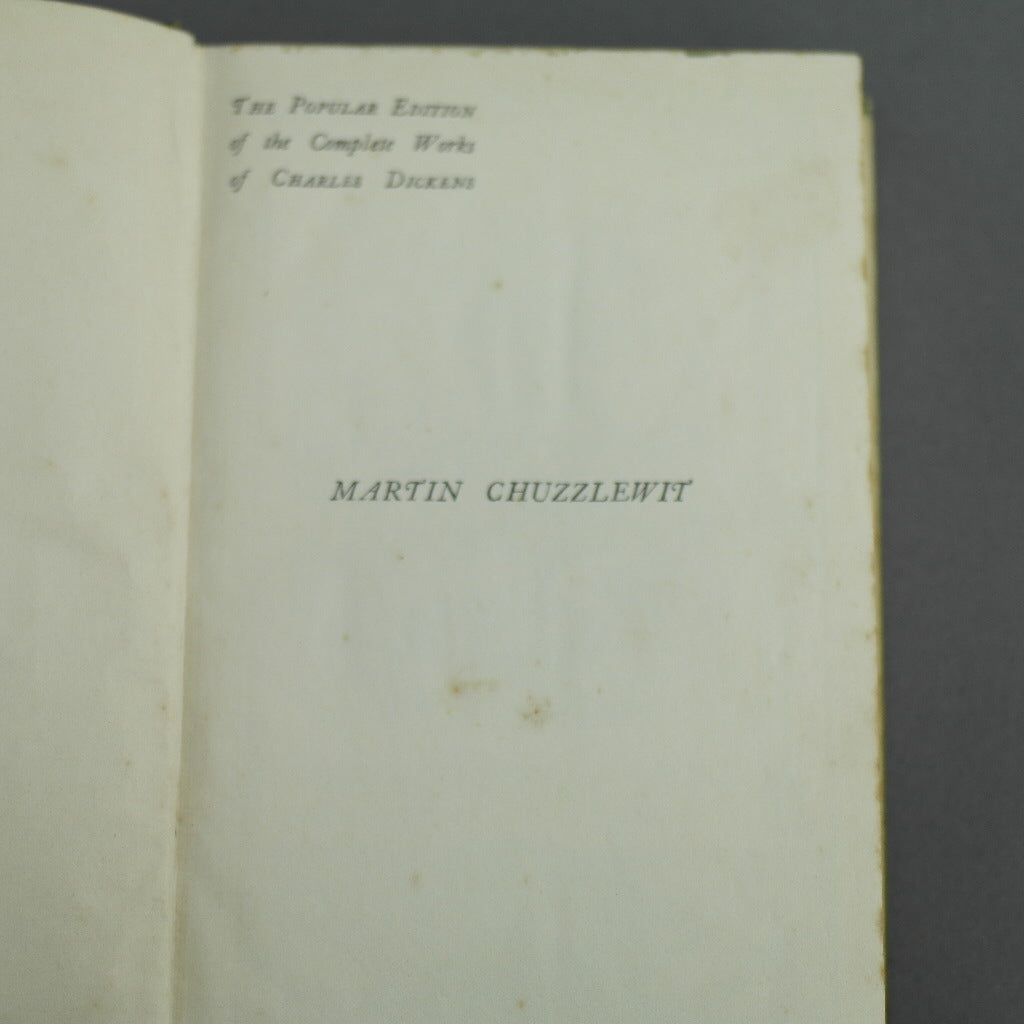 THE POPULAR EDITION
of the Complete Works
of CHARLES DICKENS
MARTIN CHUZZLEWIT